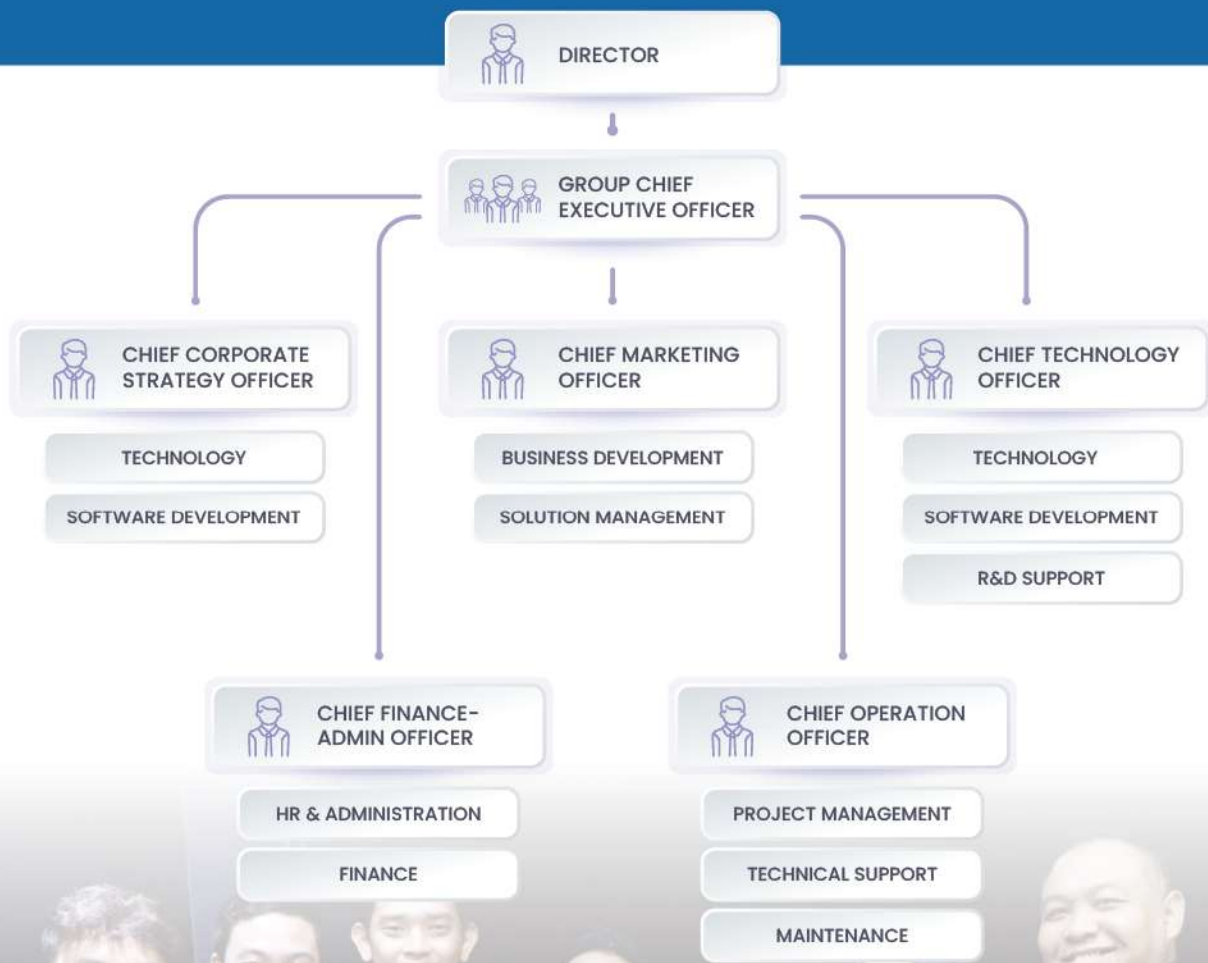 DIRECTOR
GROUP CHIEF
EXECUTIVE OFFICER
CHIEF CORPORATE
STRATEGY OFFICER
TECHNOLOGY
SOFTWARE DEVELOPMENT
CHIEF MARKETING
OFFICER
BUSINESS DEVELOPMENT
SOLUTION MANAGEMENT
CHIEF TECHNOLOGY
OFFICER
TECHNOLOGY
SOFTWARE DEVELOPMENT
R&D SUPPORT
CHIEF FINANCE-
ADMIN OFFICER
HR & ADMINISTRATION
FINANCE
CHIEF OPERATION
OFFICER
PROJECT MANAGEMENT
TECHNICAL SUPPORT
MAINTENANCE